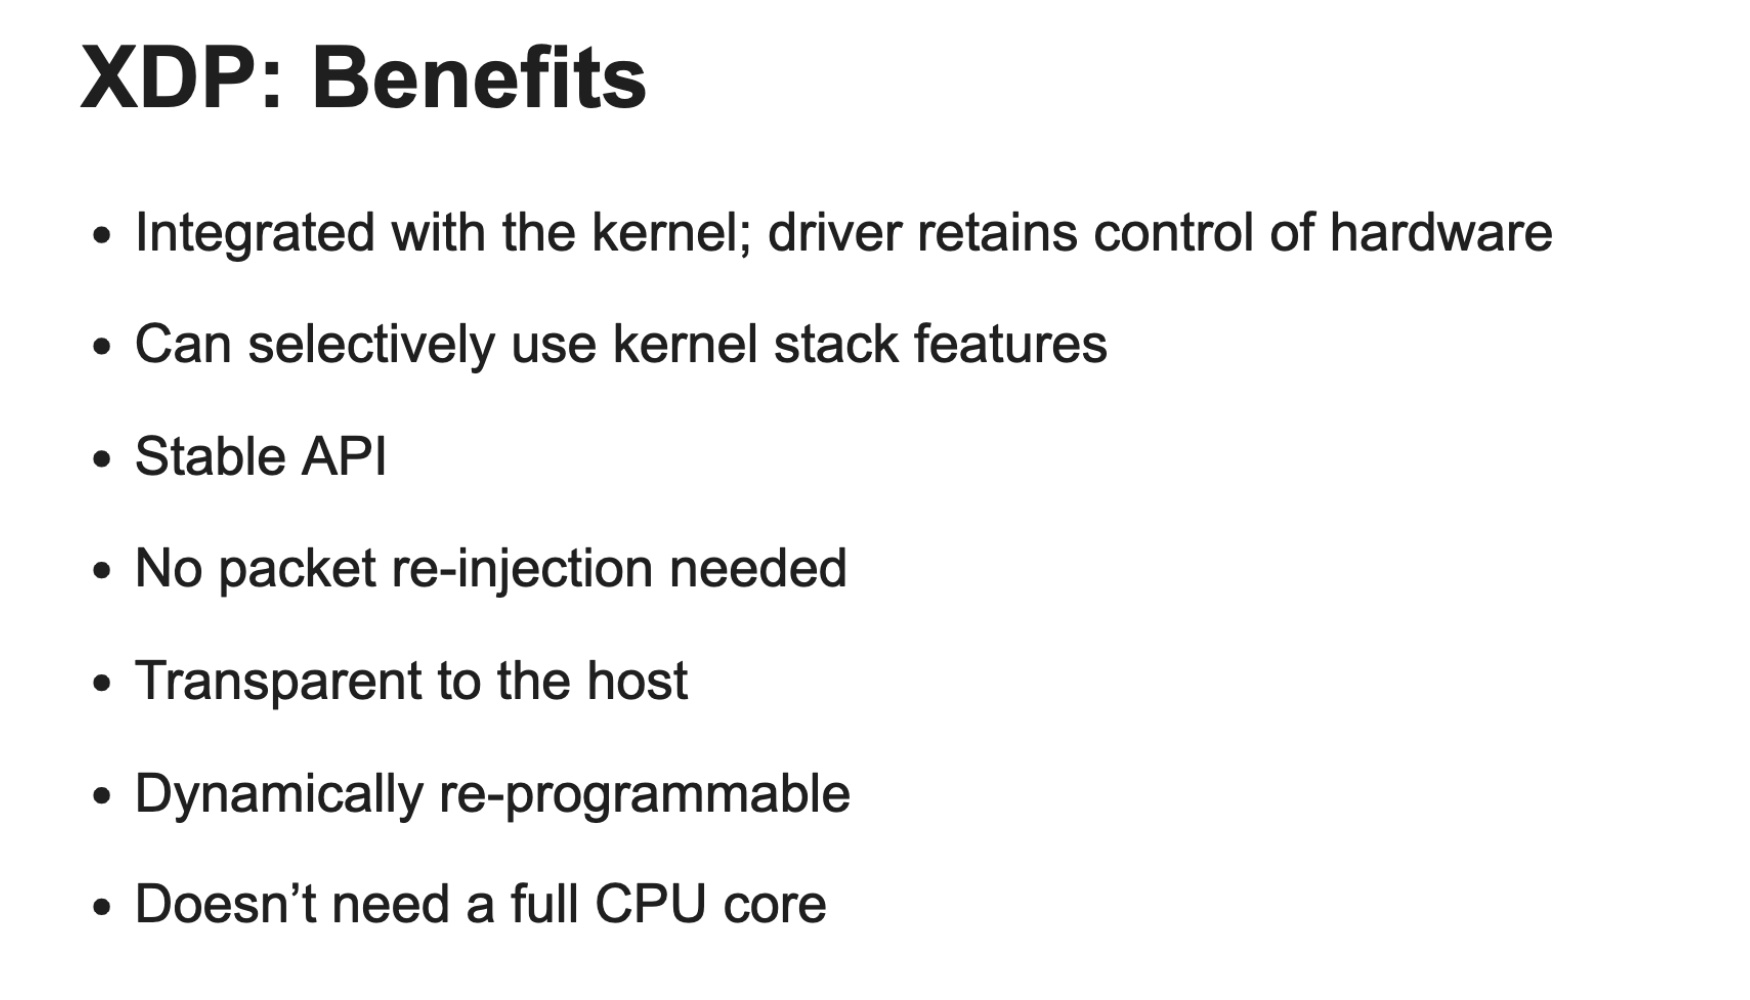 XDP: Benefits
• Integrated with the kernel; driver retains control of hardware
• Can selectively use kernel stack features
• Stable API
• No packet re-injection needed
• Transparent to the host
• Dynamically re-programmable
• Doesn’t need a full CPU core